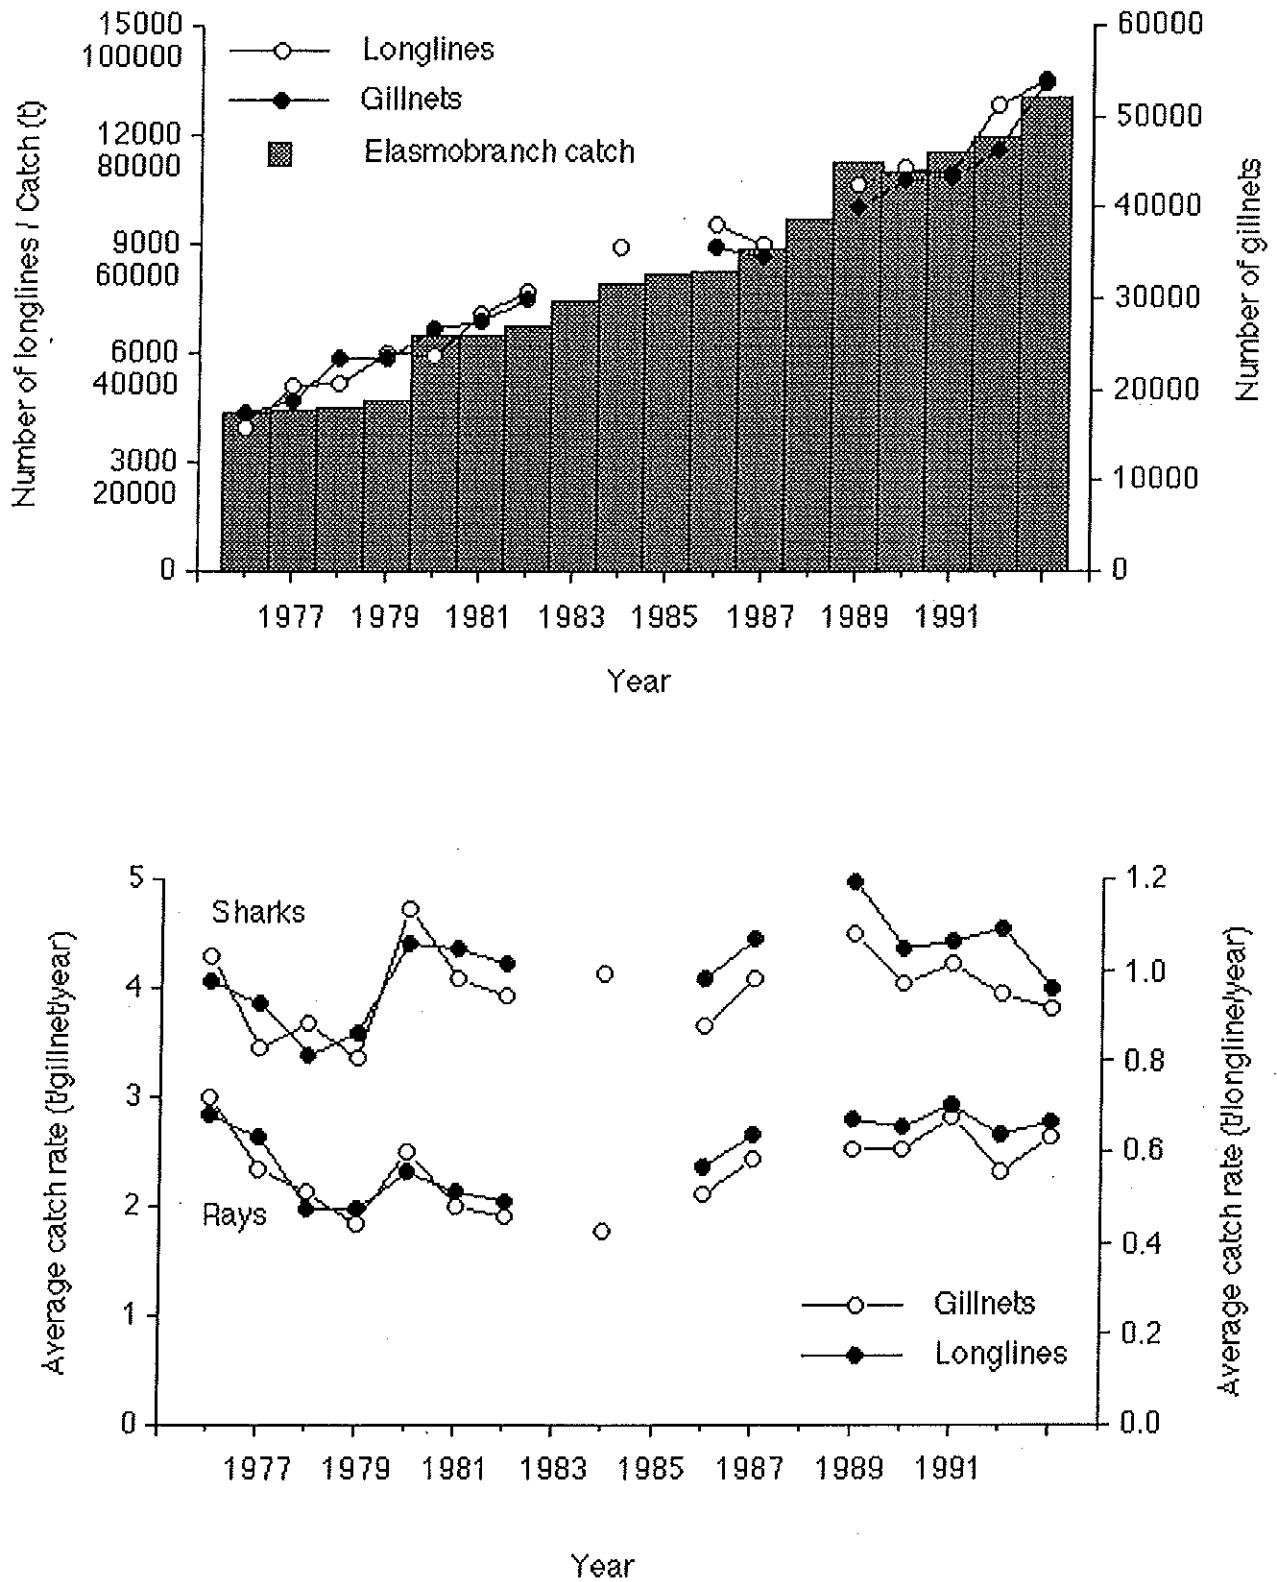 15000
100000
12000
80000
9000
60000
6000
40000
3000
20000
0
Number of longlines / Catch (t)
Longlines
Gillnets
Elasmobranch catch
60000
50000
40000
30000
20000
10000
0
Number of gillnets
1977 1979 1981 1983 1985 1987 1989 1991
Year
5
4
3
2
1
0
Average catch rate (t/gillnet/year)
Sharks
Rays
Gillnets
Longlines
1.2
1.0
0.8
0.6
0.4
0.2
0.0
Average catch rate (t/longline/year)
1977 1979 1981 1983 1985 1987 1989 1991
Year